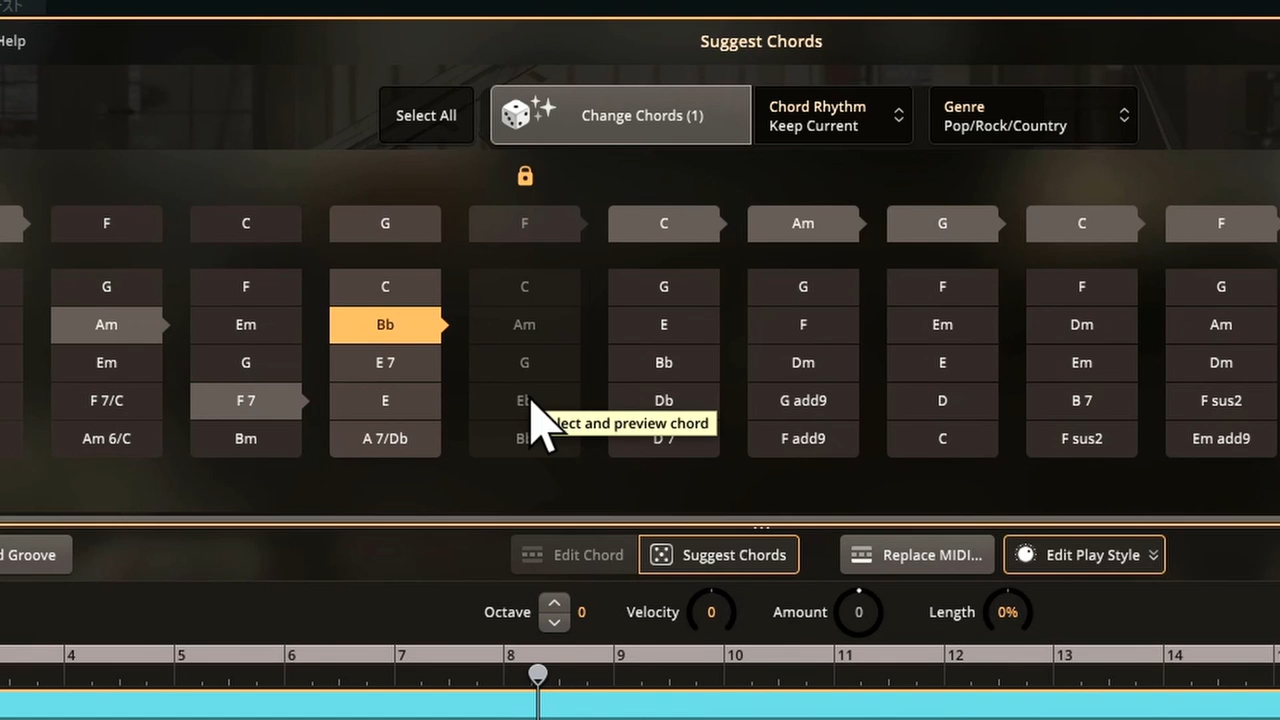 スト
Help
Suggest Chords
Select All
Change Chords (1)
Chord Rhythm
Keep Current
Genre
Pop/Rock/Country
F C G F C Am G C F
G F C C G G F F G
Am Em Bb Am E F Em Dm Am
Em G E 7 G Bb Dm E Em Dm
F 7/C F 7 E Db G add9 D B 7 F sus2
Am 6/C Bm A 7/Db D 7 F add9 C F sus2 Em add9
lect and preview chord
d Groove
Edit Chord
Suggest Chords
Replace MIDI...
Edit Play Style
Octave 0 Velocity 0 Amount 0 Length 0%
4 5 6 7 8 9 10 11 12 13 14